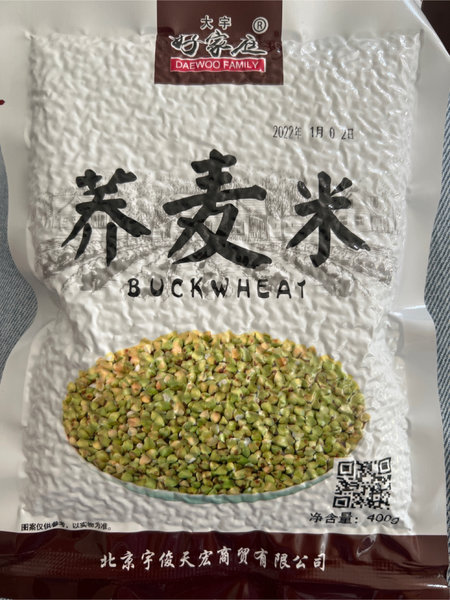 大宇
好家庄®
DAEWOO FAMILY
2022年 1月 0 2日
荞麦米
BUCKWHEAT
净含量：400g
图案仅供参考，以实物为准。
北京宇俊天宏商贸有限公司